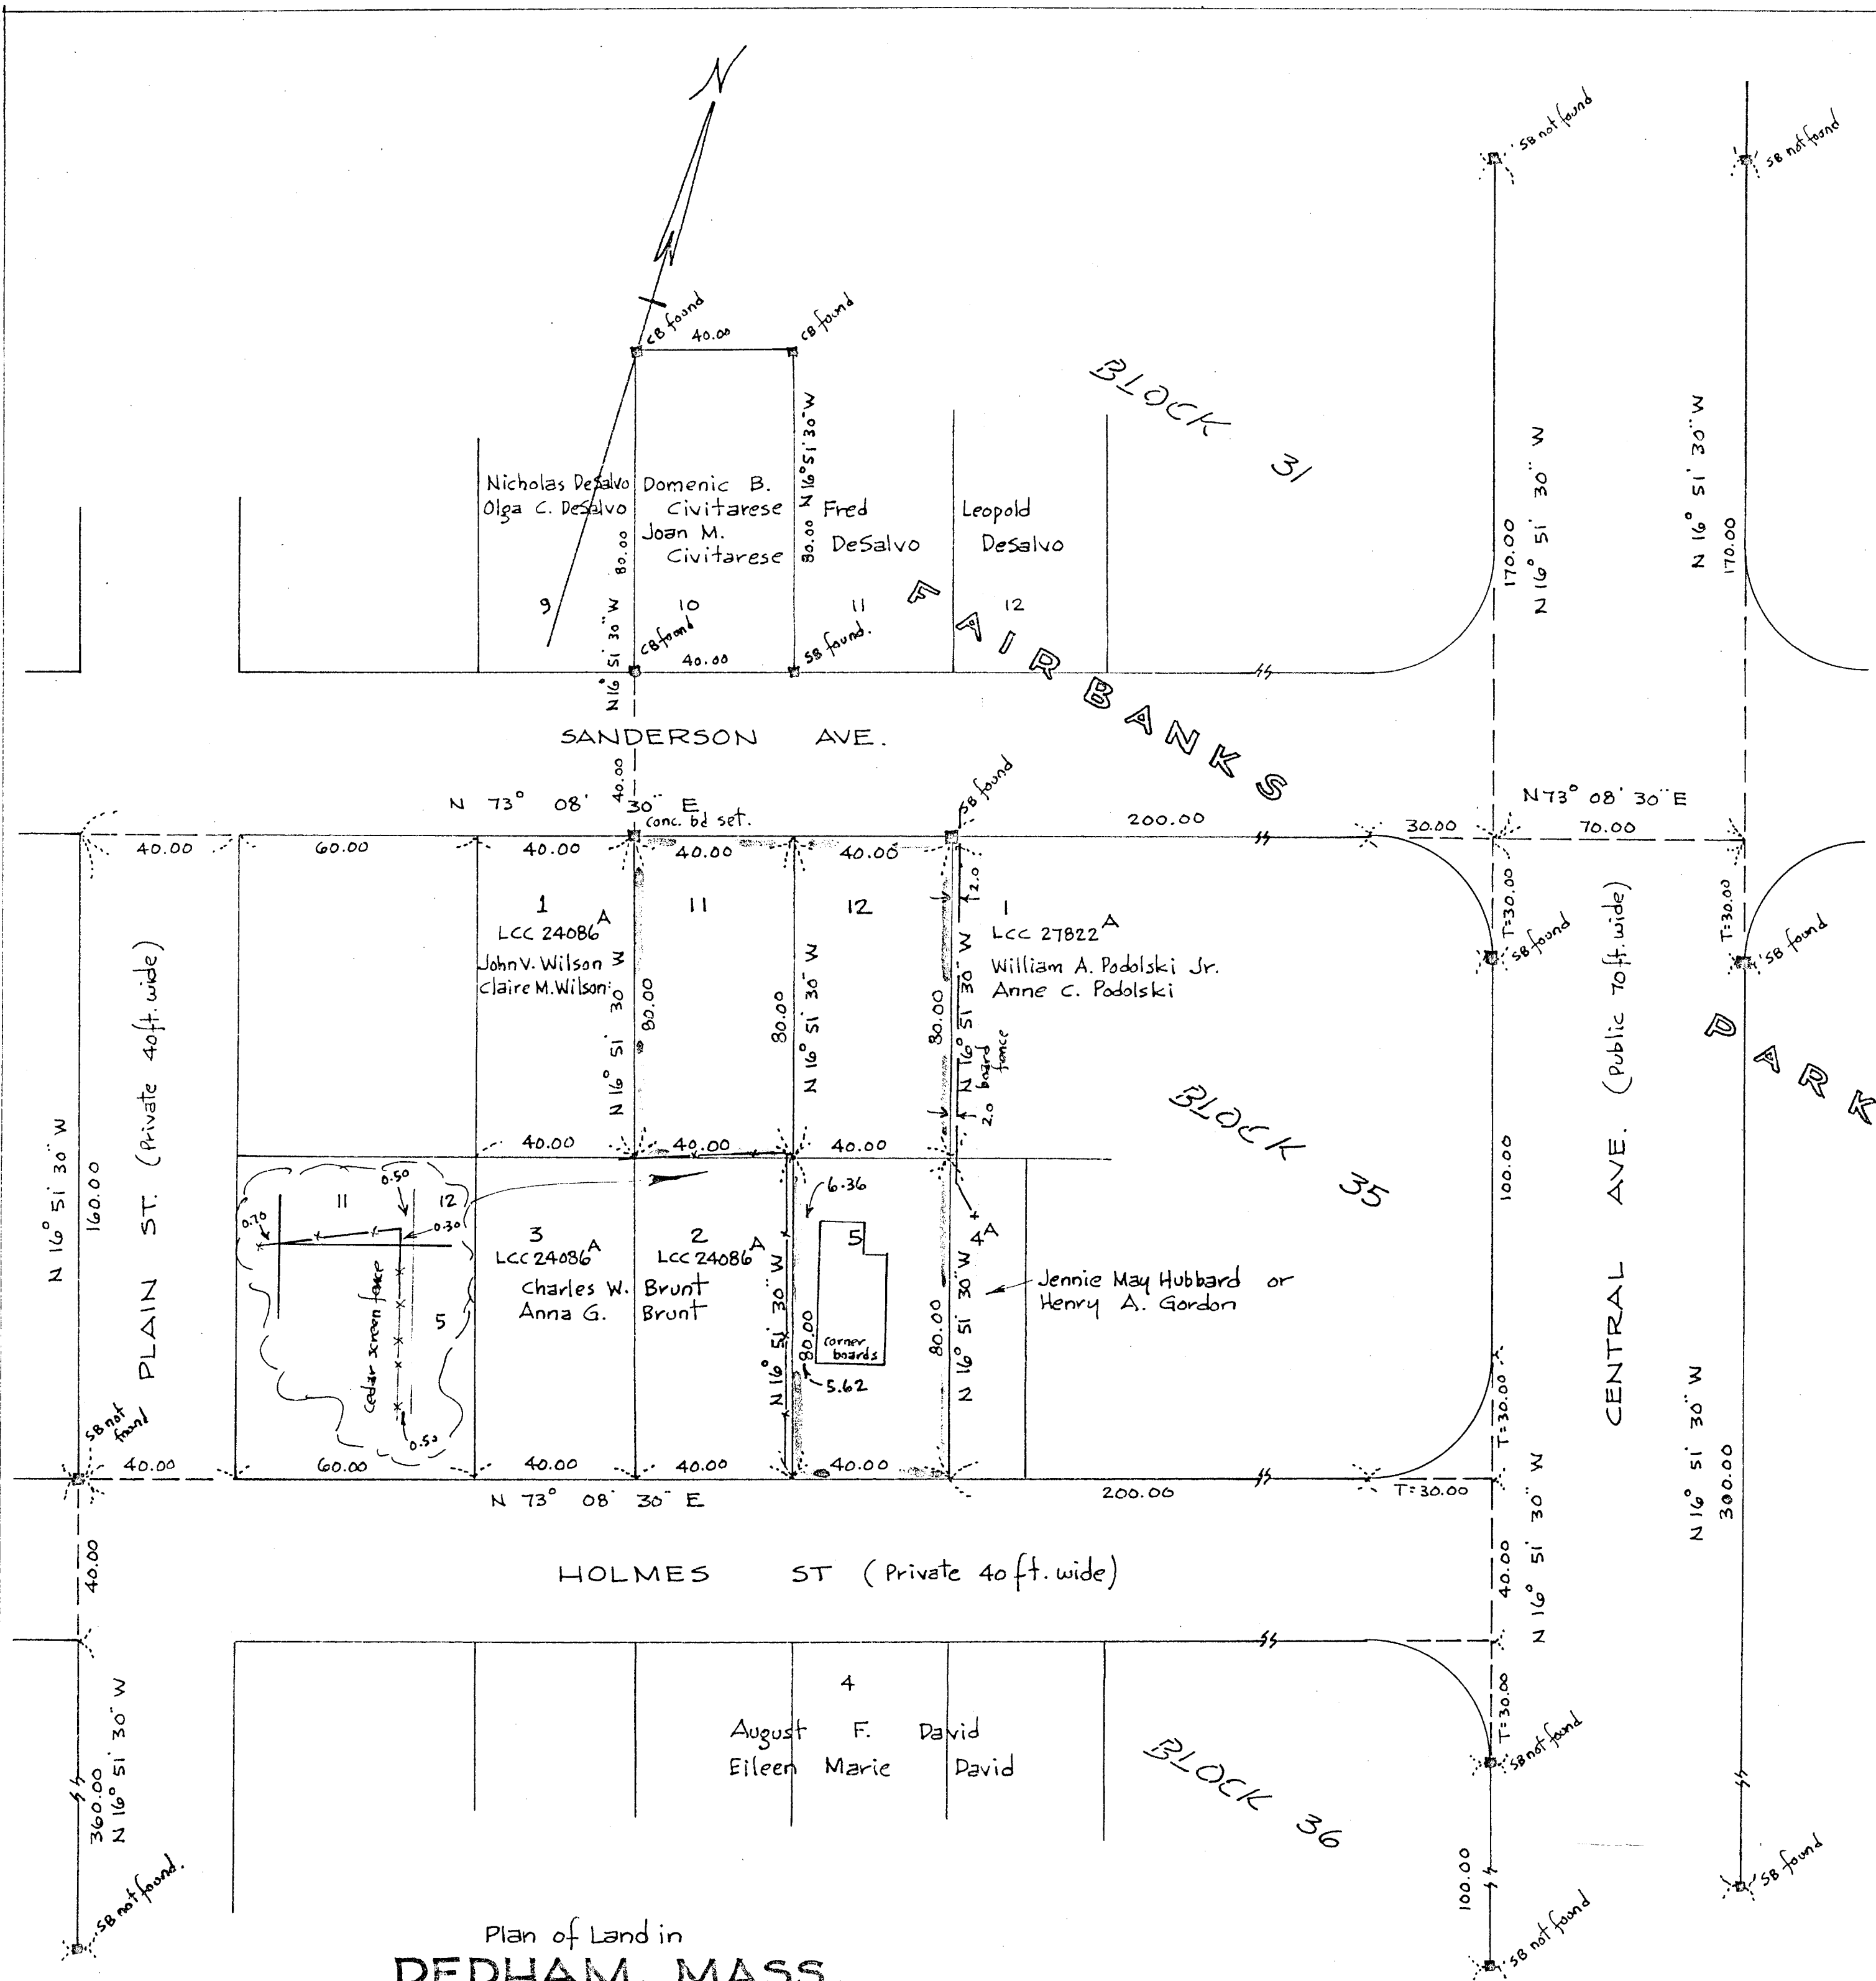 N
SB not found
SB not found
CB found
40.00
CB found
BLOCK 31
N 16° 51' 30" W
170.00
N 16° 51' 30" W
170.00
Nicholas DeSalvo
Olga C. DeSalvo
Domenic B.
Civitarese
Joan M.
Civitarese
Fred
DeSalvo
Leopold
DeSalvo
80.00
N 16° 51' 30" W
80.00 N 16° 51' 30" W
9
10
11
12
CB found
40.00
SB found.
FAIRBANKS PARK
SANDERSON AVE.
40.00
N 73° 08' 30" E
conc. bd set.
SB found
N 73° 08' 30" E
40.00
60.00
40.00
40.00
40.00
200.00
30.00
70.00
T=30.00
SB found
T=30.00
SB found
1
LCC 24086A
John V. Wilson
Claire M. Wilson
11
12
1
LCC 27822A
William A. Podolski Jr.
Anne C. Podolski
N 16° 51' 30" W
80.00
80.00
N 16° 51' 30" W
80.00
N 16° 51' 30" W
2.0
board fence
2.0
PLAIN ST. (Private 40 ft. wide)
N 16° 51' 30" W
160.00
CENTRAL AVE. (Public 70 ft. wide)
BLOCK 35
100.00
40.00
40.00
40.00
0.50
11
12
0.70
0.30
5
Cedar screen fence
0.50
3
LCC 24086A
2
LCC 24086A
Charles W. Brunt
Anna G. Brunt
6.36
5
corner
boards
5.62
N 16° 51' 30" W
80.00
80.00
N 16° 51' 30" W
4A
Jennie May Hubbard or
Henry A. Gordon
T=30.00
SB not
found
40.00
60.00
40.00
40.00
40.00
200.00
T=30.00
N 73° 08' 30" E
HOLMES ST (Private 40 ft. wide)
40.00
40.00
N 16° 51' 30" W
N 16° 51' 30" W
300.00
T=30.00
SB not found
4
August F. David
Eileen Marie David
BLOCK 36
360.00
N 16° 51' 30" W
SB not found.
100.00
SB not found
SB found
Plan of Land in
DEDHAM, MASS.